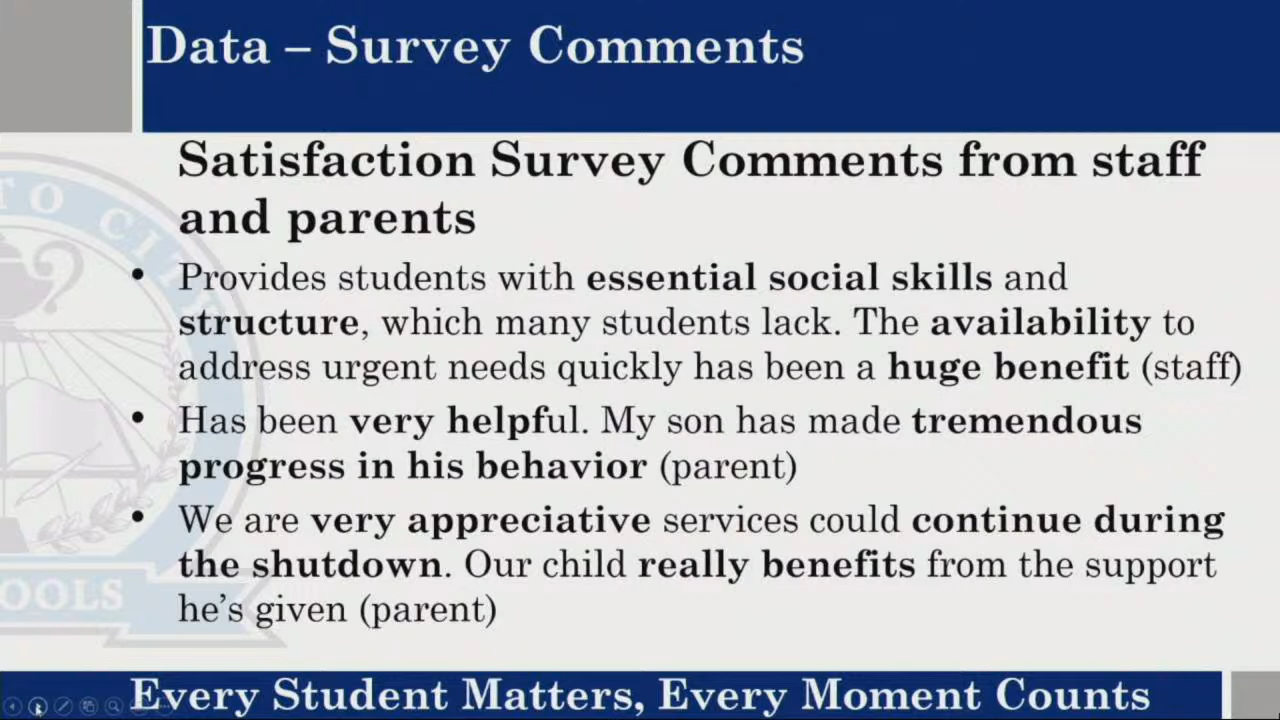 Data – Survey Comments
Satisfaction Survey Comments from staff
and parents
• Provides students with essential social skills and
structure, which many students lack. The availability to
address urgent needs quickly has been a huge benefit (staff)
• Has been very helpful. My son has made tremendous
progress in his behavior (parent)
• We are very appreciative services could continue during
the shutdown. Our child really benefits from the support
he's given (parent)
TO CITY
OOLS
Every Student Matters, Every Moment Counts